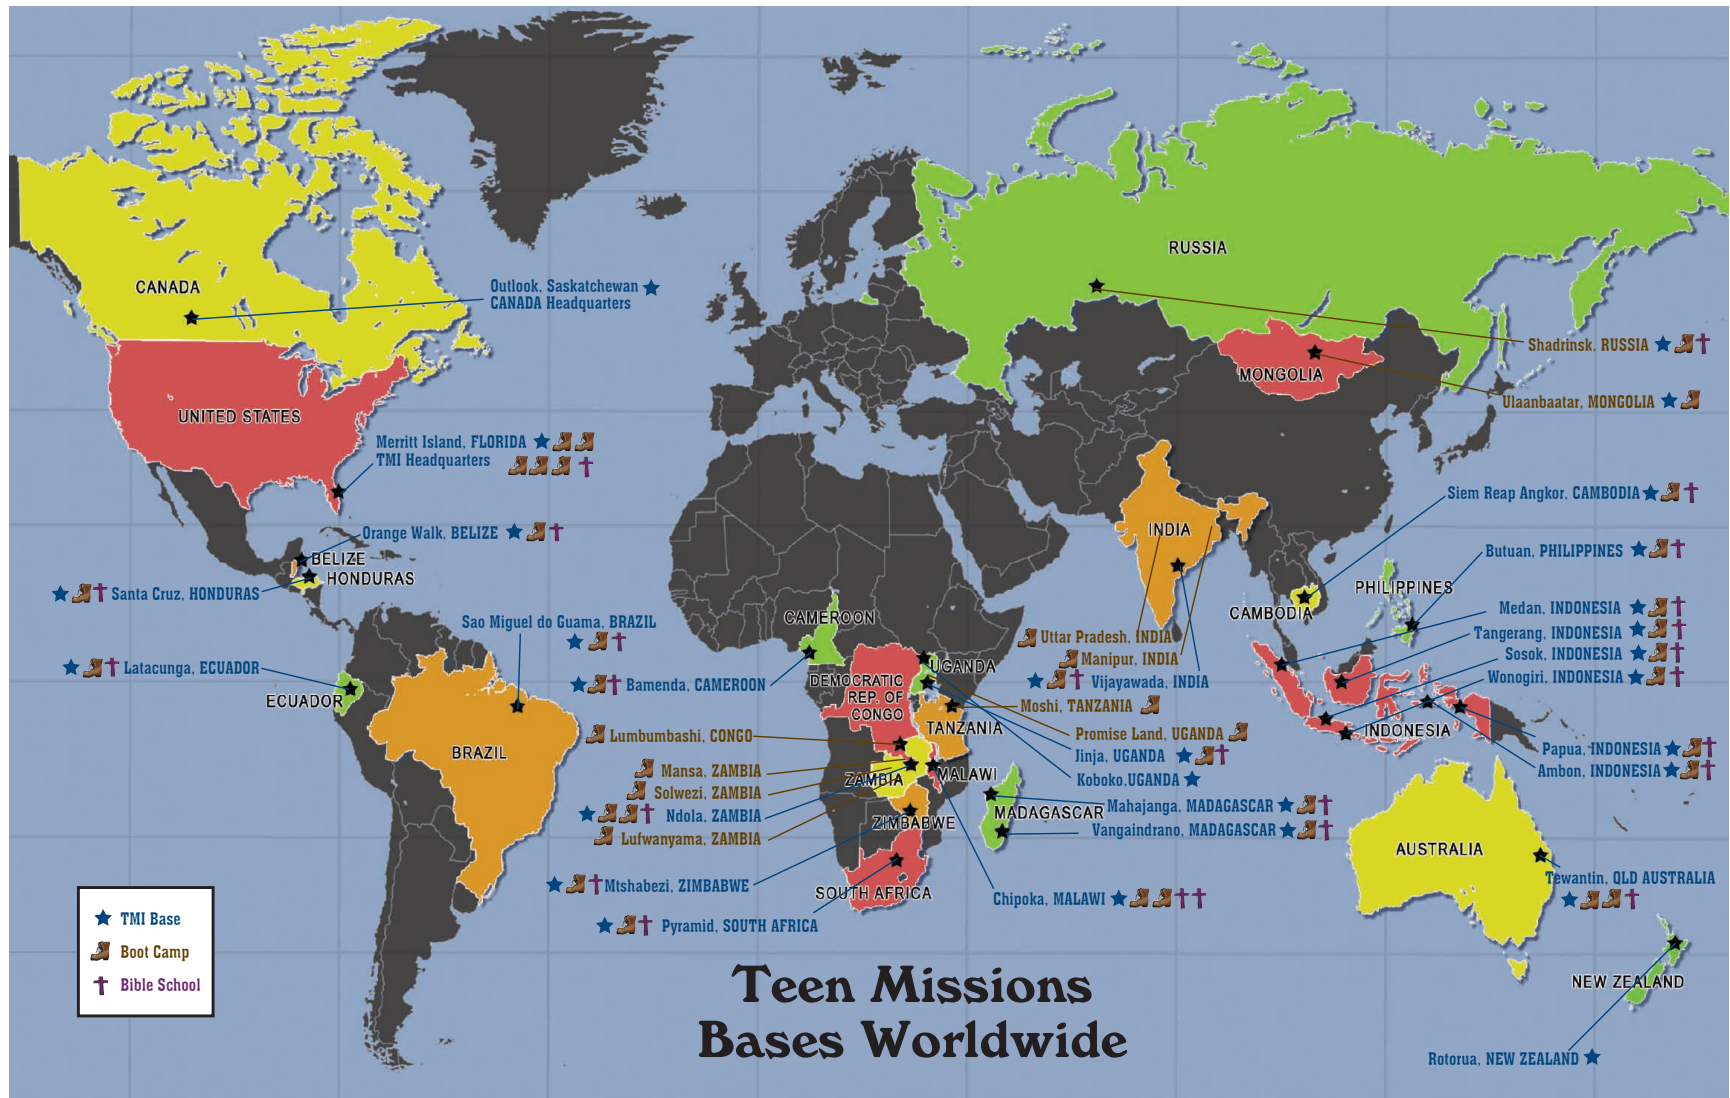 RUSSIA
CANADA
Outlook, Saskatchewan
CANADA Headquarters
Shadrinsk, RUSSIA
MONGOLIA
Ulaanbaatar, MONGOLIA
UNITED STATES
Merritt Island, FLORIDA
TMI Headquarters
Siem Reap Angkor, CAMBODIA
Orange Walk, BELIZE
INDIA
Butuan, PHILIPPINES
BELIZE
HONDURAS
Santa Cruz, HONDURAS
PHILIPPINES
CAMBODIA
Medan, INDONESIA
Sao Miguel do Guama, BRAZIL
CAMEROON
Uttar Pradesh, INDIA
Tangerang, INDONESIA
Manipur, INDIA
Sosok, INDONESIA
Latacunga, ECUADOR
UGANDA
Wonogiri, INDONESIA
Bamenda, CAMEROON
DEMOCRATIC
REP. OF
CONGO
Vijayawada, INDIA
ECUADOR
Moshi, TANZANIA
TANZANIA
INDONESIA
Lumbumbashi, CONGO
Promise Land, UGANDA
BRAZIL
Jinja, UGANDA
Papua, INDONESIA
Mansa, ZAMBIA
ZAMBIA
MALAWI
Koboko,UGANDA
Ambon, INDONESIA
Solwezi, ZAMBIA
Ndola, ZAMBIA
Mahajanga, MADAGASCAR
MADAGASCAR
ZIMBABWE
Vangaindrano, MADAGASCAR
Lufwanyama, ZAMBIA
AUSTRALIA
Tewantin, QLD AUSTRALIA
Mtshabezi, ZIMBABWE
SOUTH AFRICA
Chipoka, MALAWI
Pyramid, SOUTH AFRICA
TMI Base
Boot Camp
Bible School
NEW ZEALAND
Teen Missions
Bases Worldwide
Rotorua, NEW ZEALAND